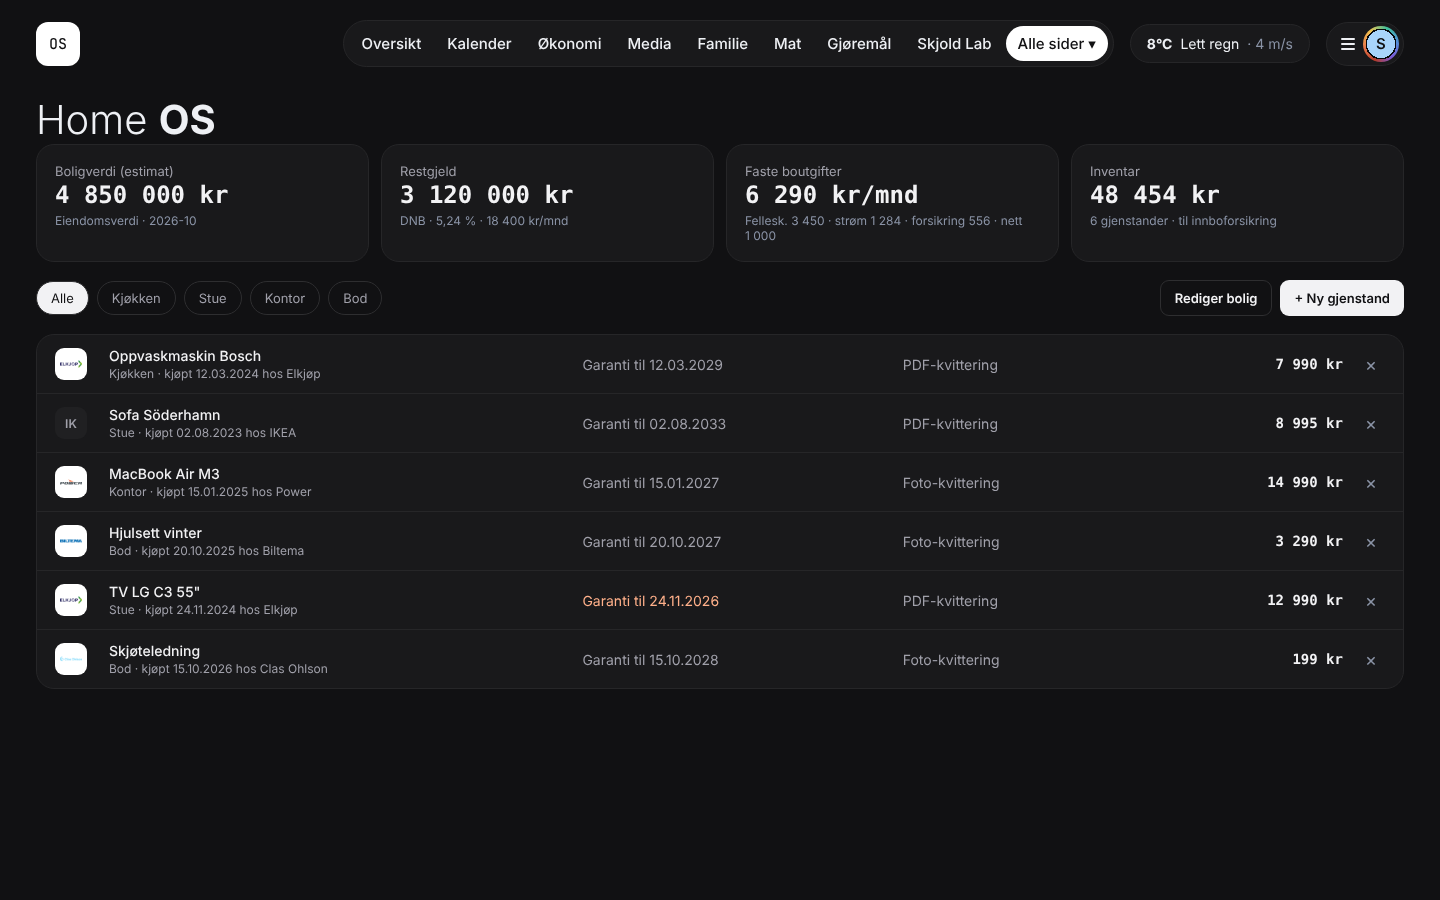 OS
Oversikt Kalender Økonomi Media Familie Mat Gjøremål Skjold Lab Alle sider ▾
8°C Lett regn · 4 m/s
S
Home OS
Boligverdi (estimat)
4 850 000 kr
Eiendomsverdi · 2026-10
Restgjeld
3 120 000 kr
DNB · 5,24 % · 18 400 kr/mnd
Faste boutgifter
6 290 kr/mnd
Fellesk. 3 450 · strøm 1 284 · forsikring 556 · nett
1 000
Inventar
48 454 kr
6 gjenstander · til innboforsikring
Alle Kjøkken Stue Kontor Bod
Rediger bolig + Ny gjenstand
ELKJØP
Oppvaskmaskin Bosch
Kjøkken · kjøpt 12.03.2024 hos Elkjøp
Garanti til 12.03.2029 PDF-kvittering 7 990 kr ×
IK
Sofa Söderhamn
Stue · kjøpt 02.08.2023 hos IKEA
Garanti til 02.08.2033 PDF-kvittering 8 995 kr ×
POWER
MacBook Air M3
Kontor · kjøpt 15.01.2025 hos Power
Garanti til 15.01.2027 Foto-kvittering 14 990 kr ×
BILTEMA
Hjulsett vinter
Bod · kjøpt 20.10.2025 hos Biltema
Garanti til 20.10.2027 Foto-kvittering 3 290 kr ×
ELKJØP
TV LG C3 55"
Stue · kjøpt 24.11.2024 hos Elkjøp
Garanti til 24.11.2026 PDF-kvittering 12 990 kr ×
Skjøteledning
Bod · kjøpt 15.10.2026 hos Clas Ohlson
Garanti til 15.10.2028 Foto-kvittering 199 kr ×